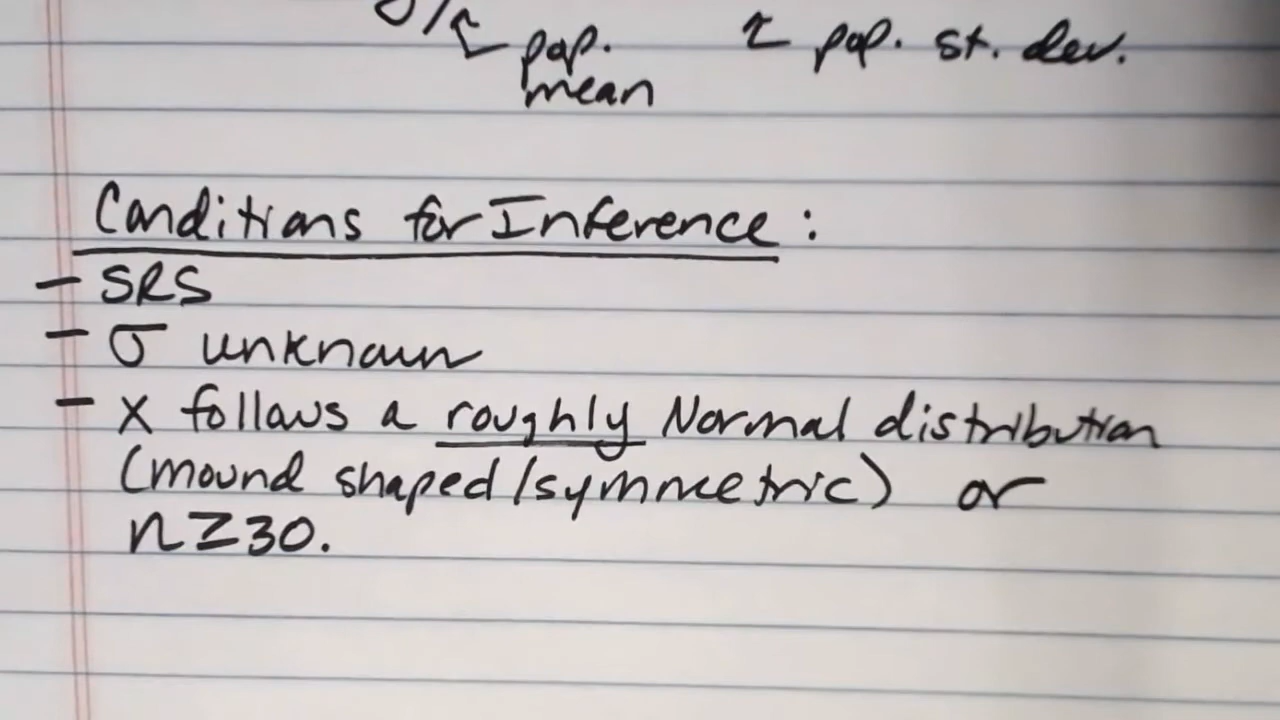 pop. pop. st. dev.
mean
Conditions for Inference:
- SRS
- σ unknown
- x follows a roughly Normal distribution
(mound shaped/symmetric) or
n≥30.